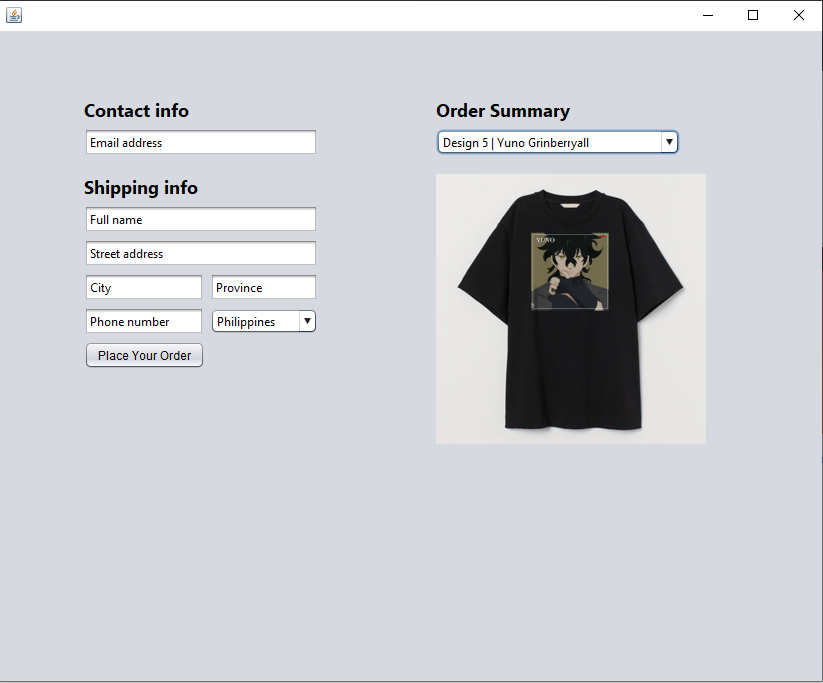 Contact info
Email address
Shipping info
Full name
Street address
City
Province
Phone number
Philippines
Place Your Order
Order Summary
Design 5 | Yuno Grinberryall
YUNO